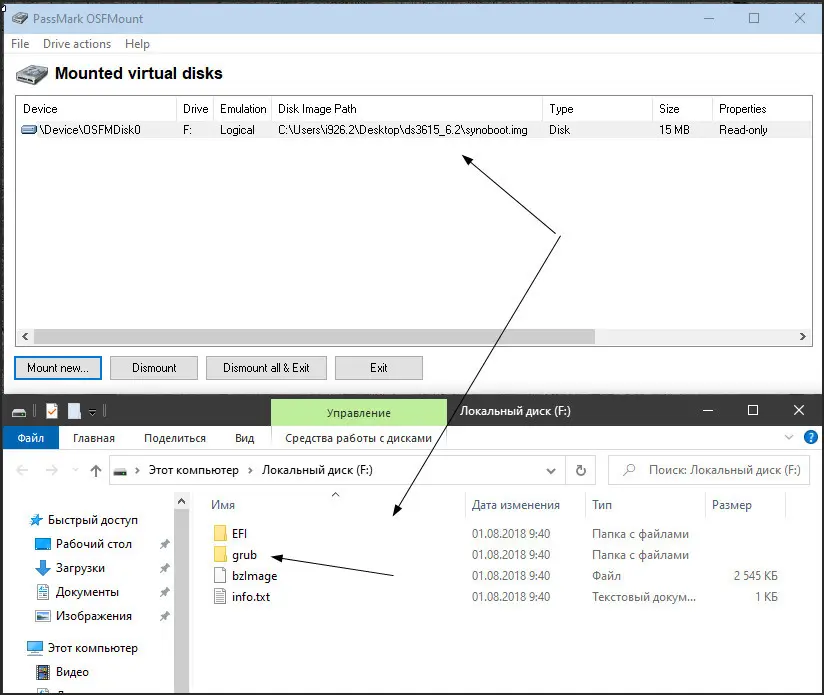 PassMark OSFMount
File Drive actions Help
Mounted virtual disks
Device Drive Emulation Disk Image Path Type Size Properties
\Device\OSFMDisk0 F: Logical C:\Users\i926.2\Desktop\ds3615_6.2\synoboot.img Disk 15 MB Read-only
Mount new... Dismount Dismount all & Exit Exit
Управление Локальный диск (F:)
Файл Главная Поделиться Вид Средства работы с дисками
Этот компьютер Локальный диск (F:) Поиск: Локальный диск (F:)
Имя Дата изменения Тип Размер
Быстрый доступ
Рабочий стол
Загрузки
Документы
Изображения
Этот компьютер
Видео
EFI 01.08.2018 9:40 Папка с файлами
grub 01.08.2018 9:40 Папка с файлами
bzImage 01.08.2018 9:40 Файл 2 545 КБ
info.txt 01.08.2018 9:40 Текстовый докум... 1 КБ